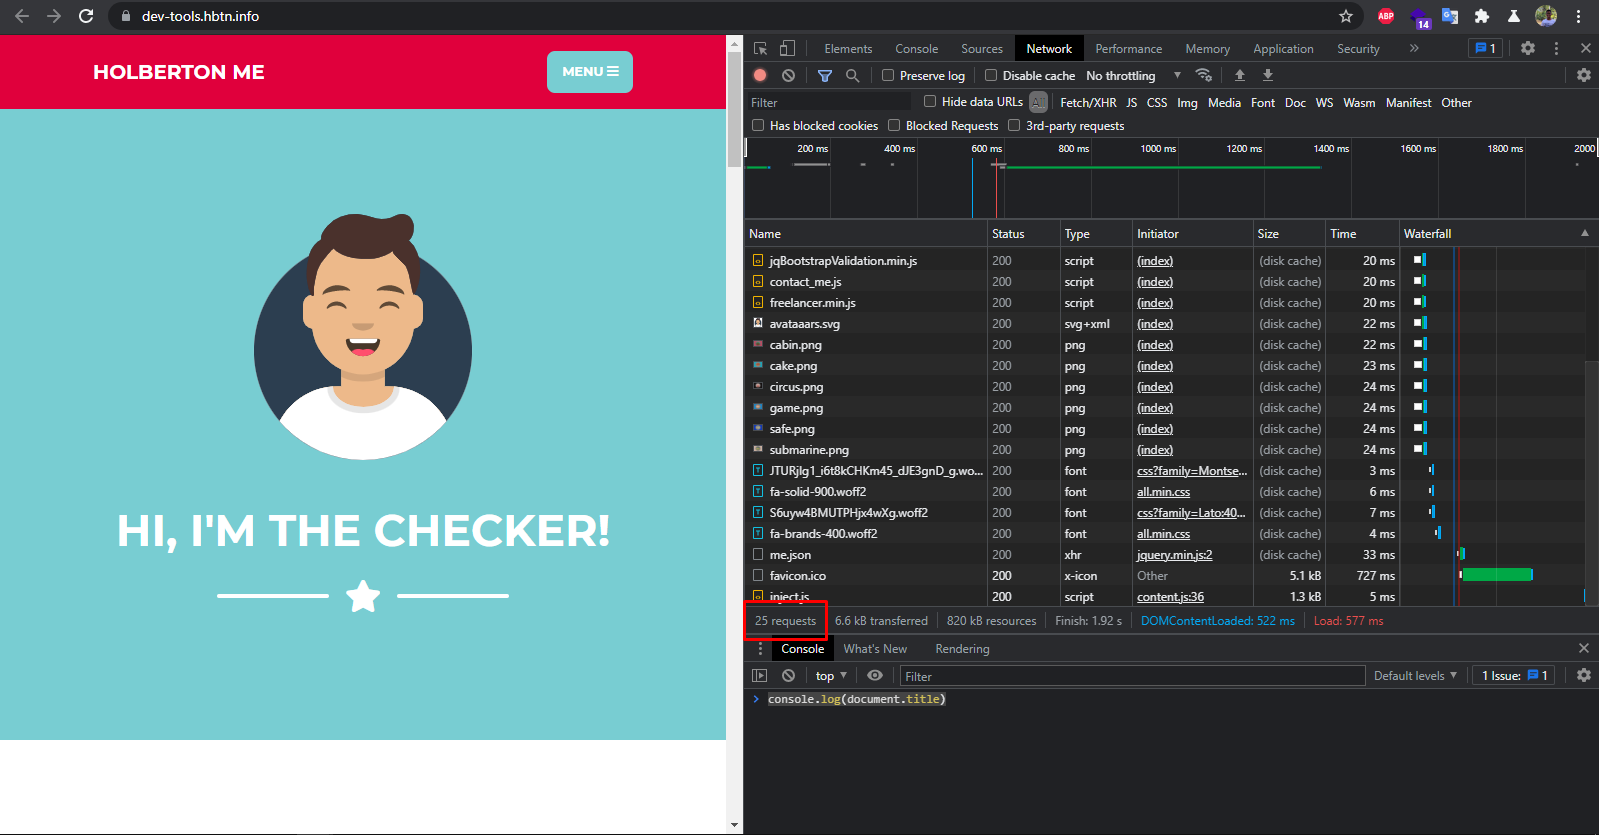 dev-tools.hbtn.info
ABP
14
HOLBERTON ME
MENU
HI, I'M THE CHECKER!
Elements Console Sources Network Performance Memory Application Security » 1
Preserve log Disable cache No throttling
Filter Hide data URLs All Fetch/XHR JS CSS Img Media Font Doc WS Wasm Manifest Other
Has blocked cookies Blocked Requests 3rd-party requests
200 ms 400 ms 600 ms 800 ms 1000 ms 1200 ms 1400 ms 1600 ms 1800 ms 2000
Name Status Type Initiator Size Time Waterfall
jqBootstrapValidation.min.js 200 script (index) (disk cache) 20 ms
contact_me.js 200 script (index) (disk cache) 20 ms
freelancer.min.js 200 script (index) (disk cache) 20 ms
avataaars.svg 200 svg+xml (index) (disk cache) 22 ms
cabin.png 200 png (index) (disk cache) 22 ms
cake.png 200 png (index) (disk cache) 23 ms
circus.png 200 png (index) (disk cache) 24 ms
game.png 200 png (index) (disk cache) 24 ms
safe.png 200 png (index) (disk cache) 24 ms
submarine.png 200 png (index) (disk cache) 24 ms
JTURjIg1_i6t8kCHKm45_dJE3gnD_g.wo... 200 font css?family=Montse... (disk cache) 3 ms
fa-solid-900.woff2 200 font all.min.css (disk cache) 6 ms
S6uyw4BMUTPHjx4wXg.woff2 200 font css?family=Lato:40... (disk cache) 7 ms
fa-brands-400.woff2 200 font all.min.css (disk cache) 4 ms
me.json 200 xhr jquery.min.js:2 (disk cache) 33 ms
favicon.ico 200 x-icon Other 5.1 kB 727 ms
inject.js 200 script content.js:36 1.3 kB 5 ms
25 requests 6.6 kB transferred 820 kB resources Finish: 1.92 s DOMContentLoaded: 522 ms Load: 577 ms
Console What's New Rendering
top Filter Default levels 1 Issue: 1
> console.log(document.title)